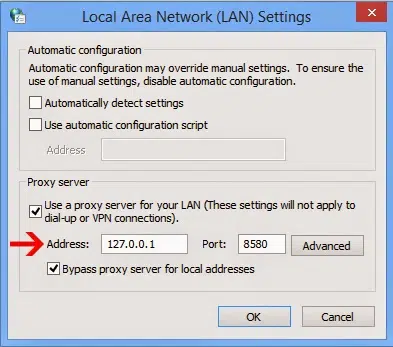 Local Area Network (LAN) Settings
Automatic configuration
Automatic configuration may override manual settings. To ensure the
use of manual settings, disable automatic configuration.
Automatically detect settings
Use automatic configuration script
Address
Proxy server
Use a proxy server for your LAN (These settings will not apply to
dial-up or VPN connections).
Address: 127.0.0.1 Port: 8580 Advanced
Bypass proxy server for local addresses
OK Cancel